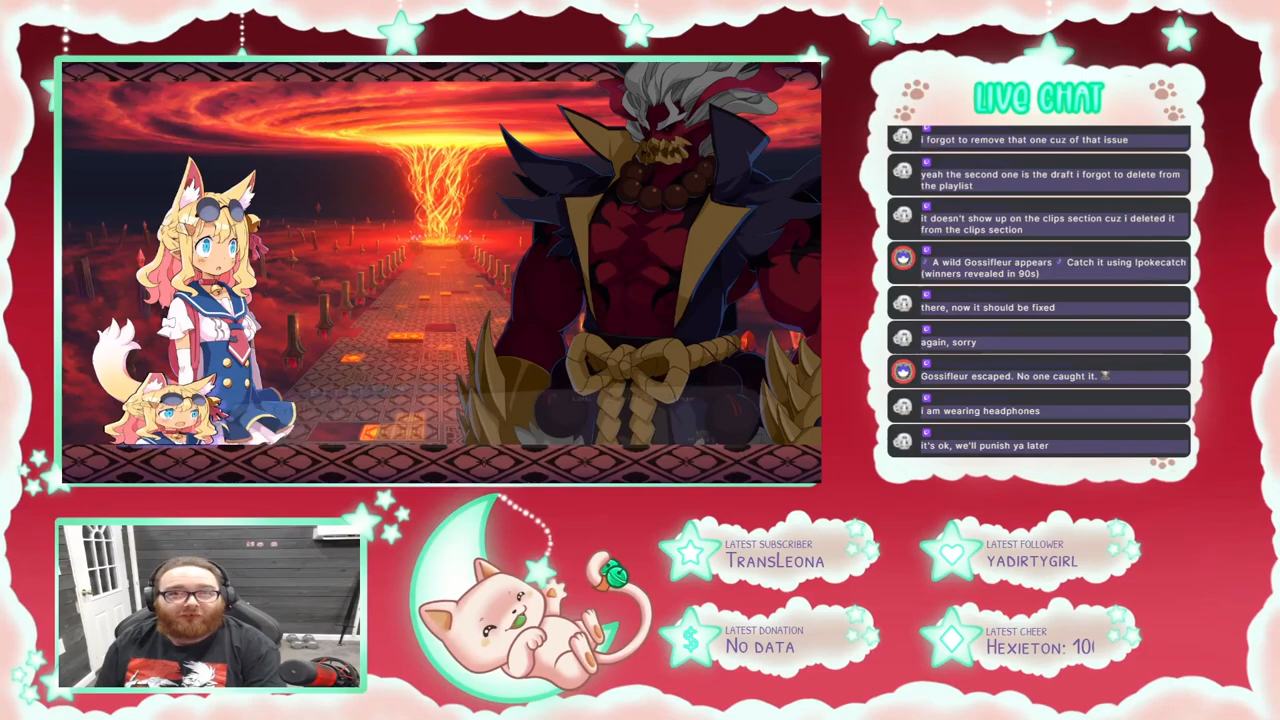 LIVE CHAT
i forgot to remove that one cuz of that issue
yeah the second one is the draft i forgot to delete from
the playlist
it doesn't show up on the clips section cuz i deleted it
from the clips section
A wild Gossifleur appears Catch it using !pokecatch
(winners revealed in 90s)
there, now it should be fixed
again, sorry
Gossifleur escaped. No one caught it.
i am wearing headphones
it's ok, we'll punish ya later
LATEST SUBSCRIBER
TRANSLEONA
LATEST FOLLOWER
YADIRTYGIRL
LATEST DONATION
NO DATA
LATEST CHEER
HEXIETON: 10